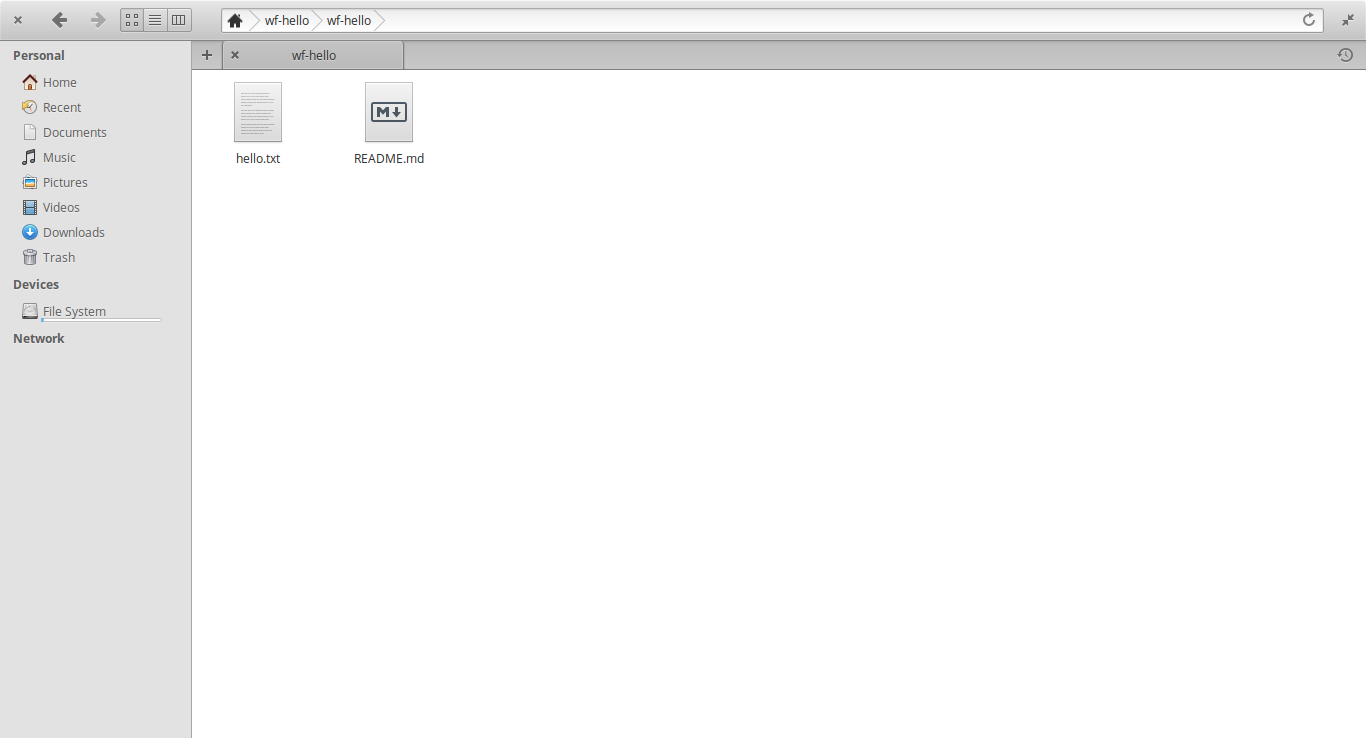 wf-hello wf-hello
Personal
Home
Recent
Documents
Music
Pictures
Videos
Downloads
Trash
Devices
File System
Network
wf-hello
M
hello.txt README.md